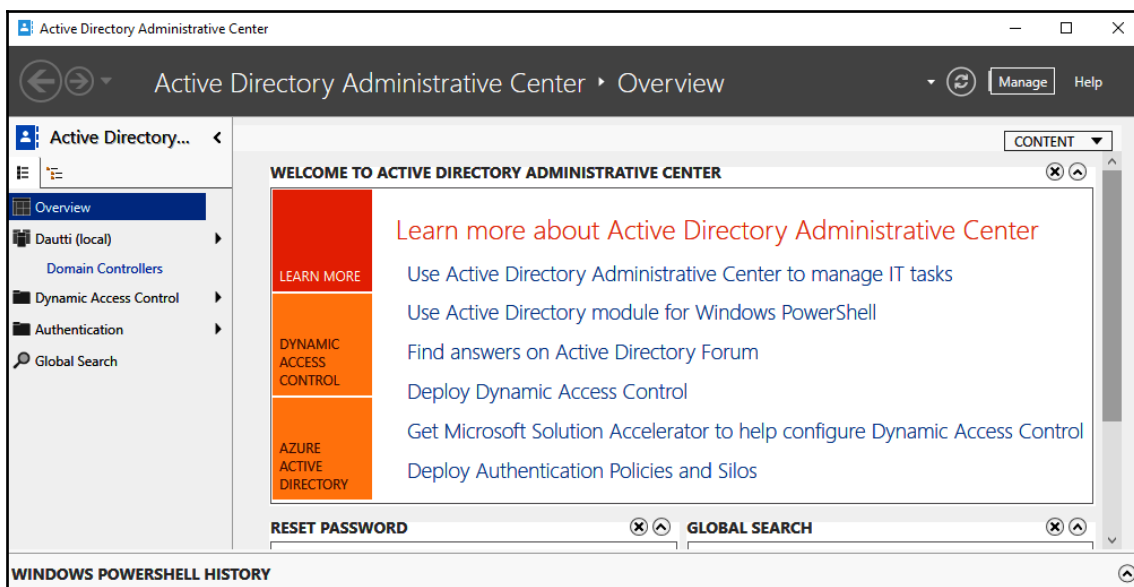 Active Directory Administrative Center
Active Directory Administrative Center ‣ Overview
Manage
Help
Active Directory...
CONTENT
Overview
Dautti (local)
Domain Controllers
Dynamic Access Control
Authentication
Global Search
WELCOME TO ACTIVE DIRECTORY ADMINISTRATIVE CENTER
LEARN MORE
DYNAMIC
ACCESS
CONTROL
AZURE
ACTIVE
DIRECTORY
Learn more about Active Directory Administrative Center
Use Active Directory Administrative Center to manage IT tasks
Use Active Directory module for Windows PowerShell
Find answers on Active Directory Forum
Deploy Dynamic Access Control
Get Microsoft Solution Accelerator to help configure Dynamic Access Control
Deploy Authentication Policies and Silos
RESET PASSWORD
GLOBAL SEARCH
WINDOWS POWERSHELL HISTORY